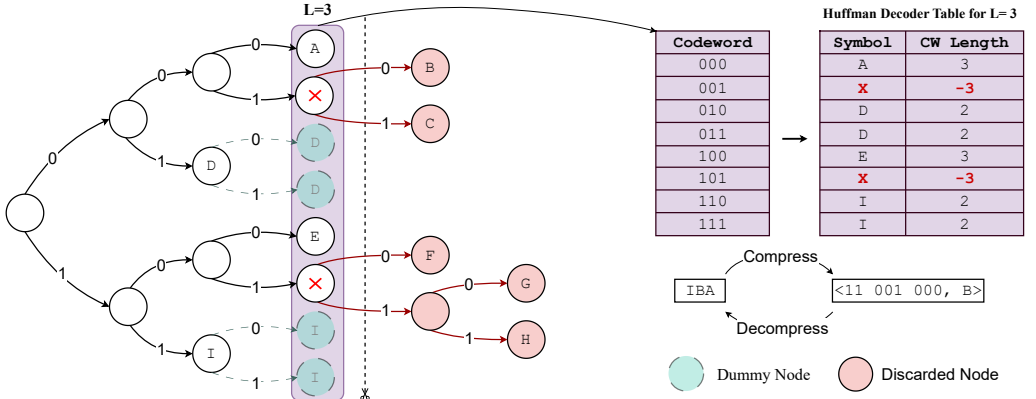 L=3
0
A
0
0
B
1
X
1
C
0
0
D
1
D
1
D
0
E
0
0
F
1
X
0
G
1
1
H
1
0
I
I
1
I
Codeword
000
001
010
011
100
101
110
111
Huffman Decoder Table for L= 3
Symbol CW Length
A 3
X -3
D 2
D 2
E 3
X -3
I 2
I 2
Compress
IBA <11 001 000, B>
Decompress
Dummy Node Discarded Node